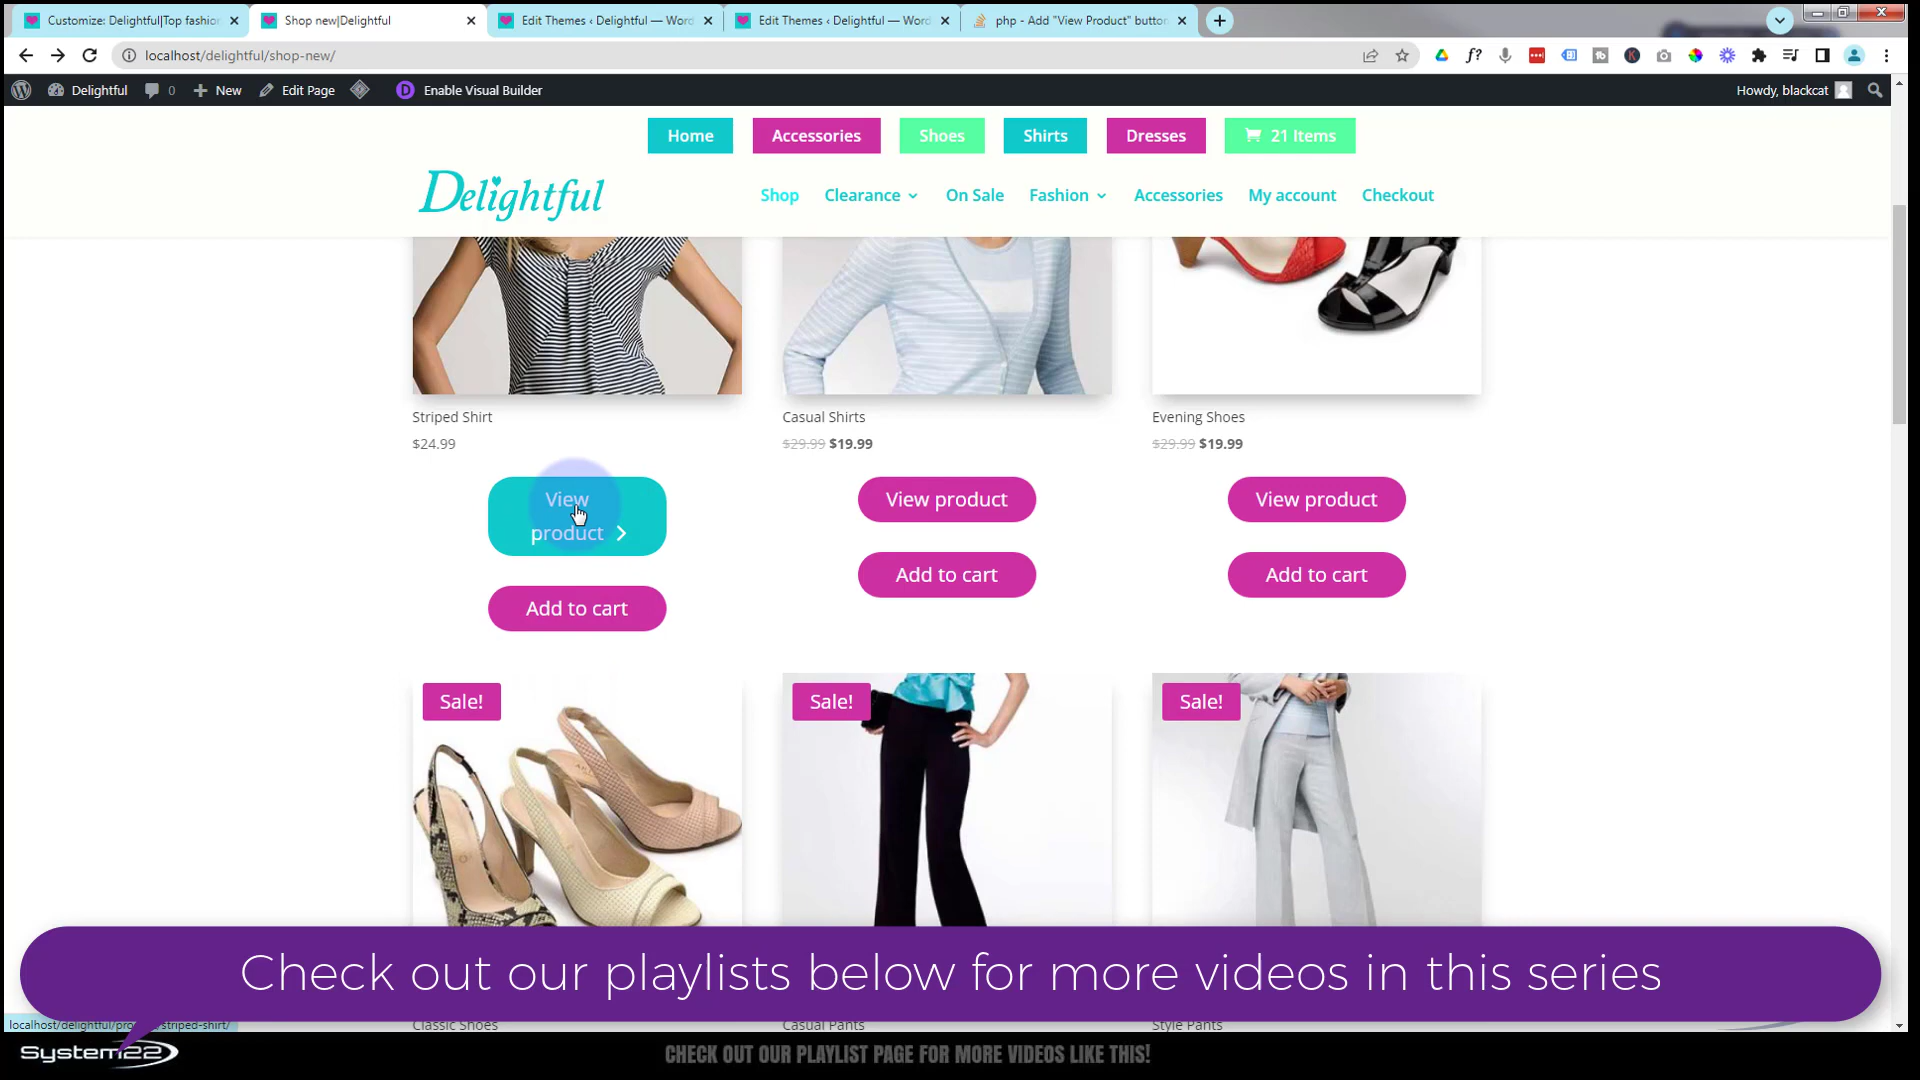 Customize: Delightful|Top fashion
Shop new|Delightful
Edit Themes ‹ Delightful — Word
Edit Themes ‹ Delightful — Word
php - Add "View Product" button
localhost/delightful/shop-new/
Delightful
0
New
Edit Page
Enable Visual Builder
Howdy, blackcat
Home
Accessories
Shoes
Shirts
Dresses
21 Items
Delightful
Shop
Clearance
On Sale
Fashion
Accessories
My account
Checkout
Striped Shirt
Casual Shirts
Evening Shoes
$24.99
$29.99 $19.99
$29.99 $19.99
View
product
View product
View product
Add to cart
Add to cart
Add to cart
Sale!
Sale!
Sale!
Check out our playlists below for more videos in this series
localhost/delightful/product/striped-shirt/
Classic Shoes
Casual Pants
Style Pants
System22
CHECK OUT OUR PLAYLIST PAGE FOR MORE VIDEOS LIKE THIS!